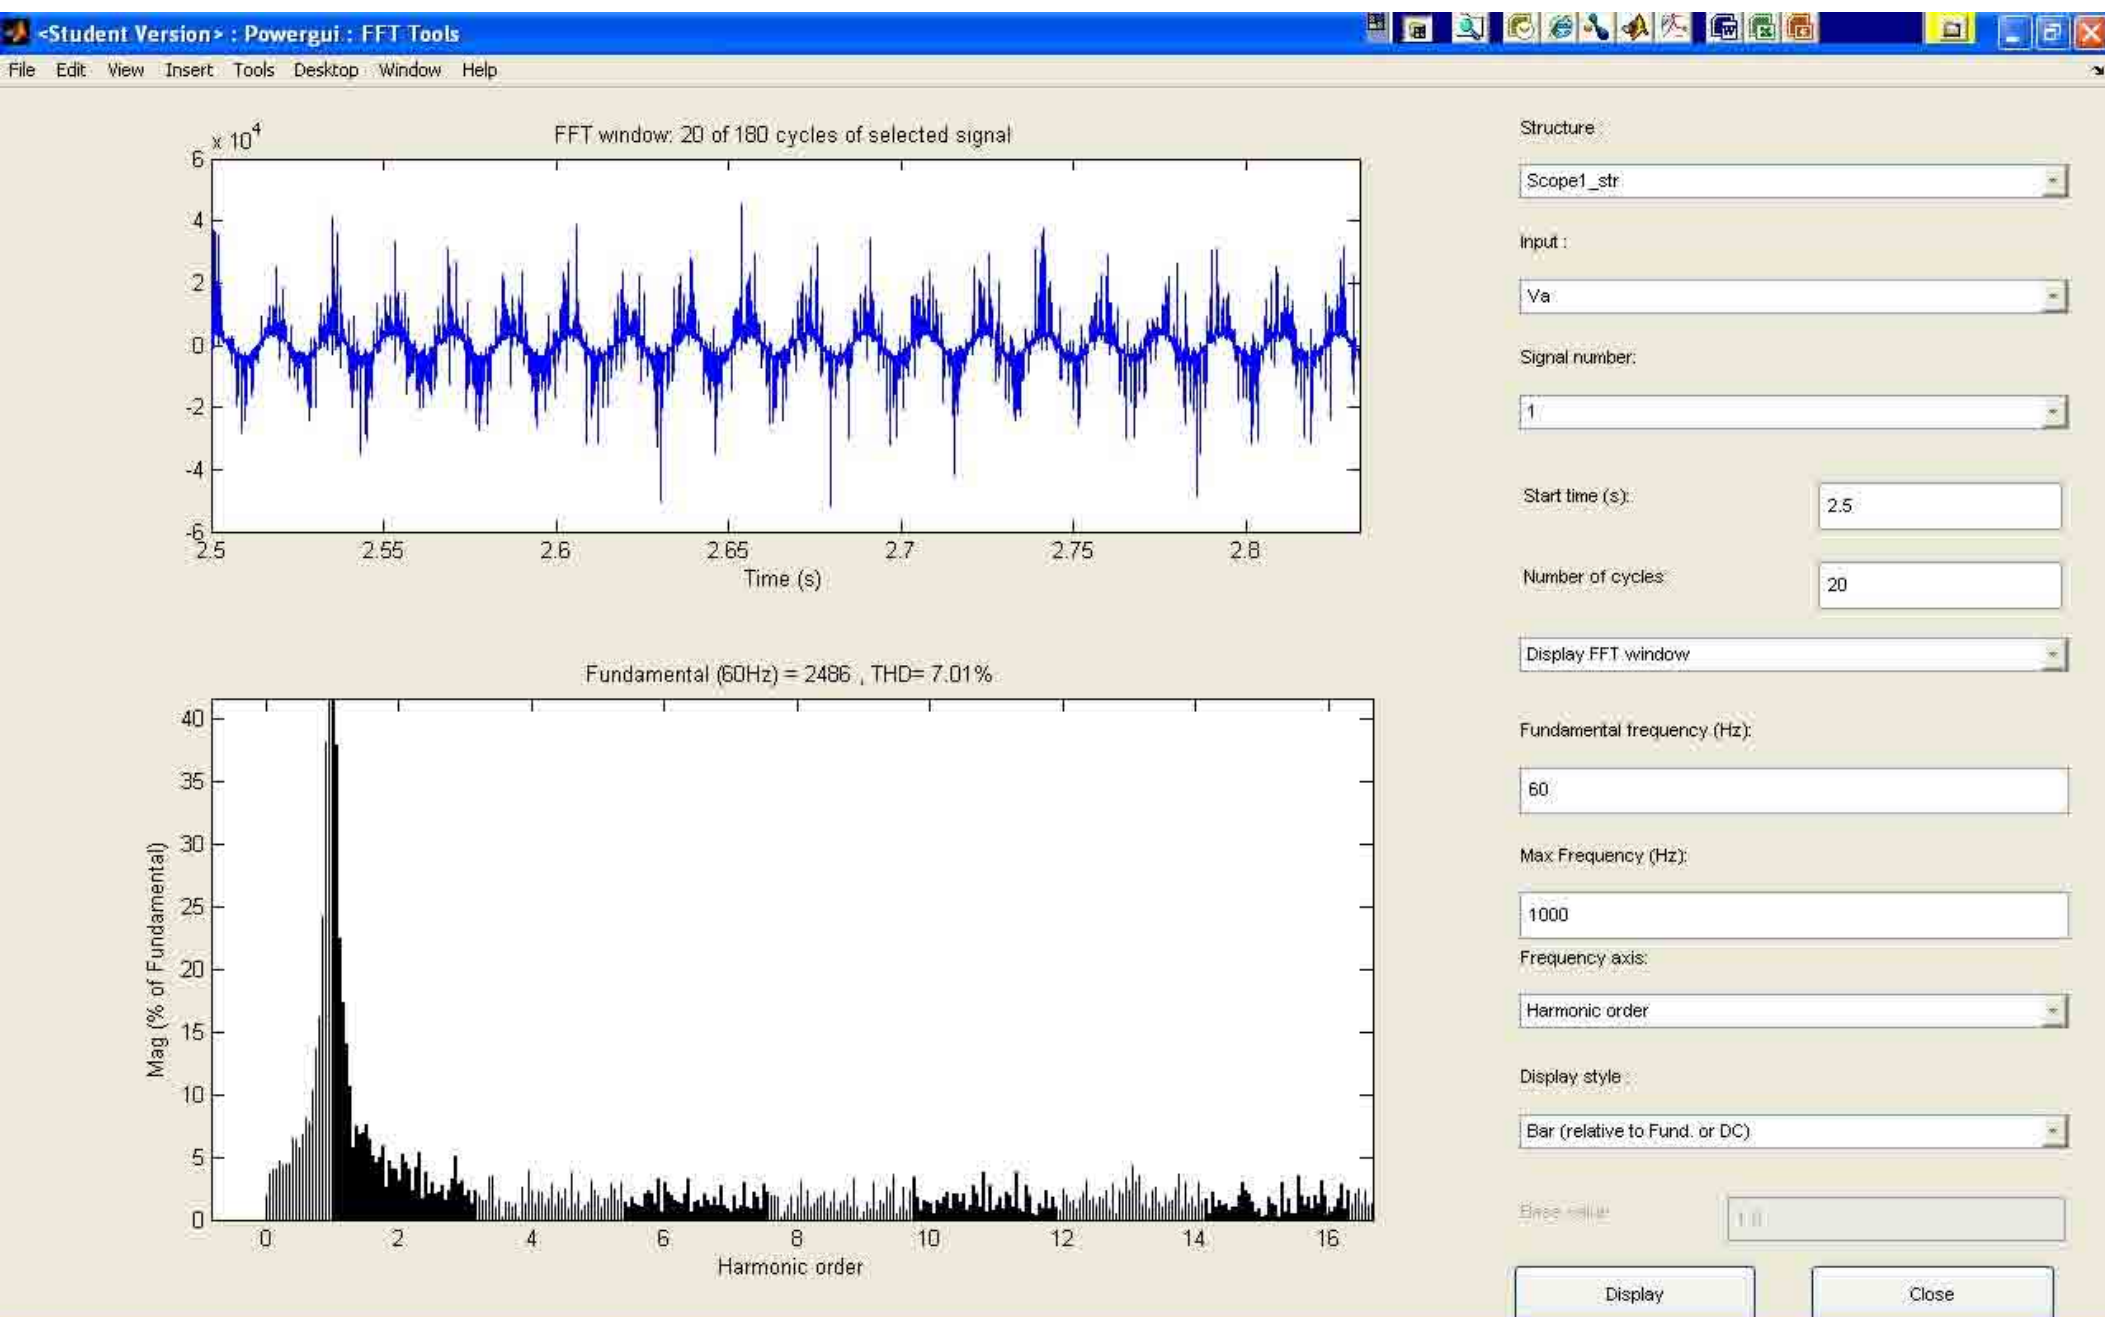 <Student Version> : Powergui : FFT Tools
File Edit View Insert Tools Desktop Window Help
x 10^4
FFT window: 20 of 180 cycles of selected signal
6
4
2
0
-2
-4
-6
2.5 2.55 2.6 2.65 2.7 2.75 2.8
Time (s)
Fundamental (60Hz) = 2486 , THD= 7.01%
40
35
30
25
20
15
10
5
0
Mag (% of Fundamental)
0 2 4 6 8 10 12 14 16
Harmonic order
Structure :
Scope1_str
Input :
Va
Signal number:
1
Start time (s):
2.5
Number of cycles:
20
Display FFT window
Fundamental frequency (Hz):
60
Max Frequency (Hz):
1000
Frequency axis:
Harmonic order
Display style :
Bar (relative to Fund. or DC)
Base value:
1.0
Display Close